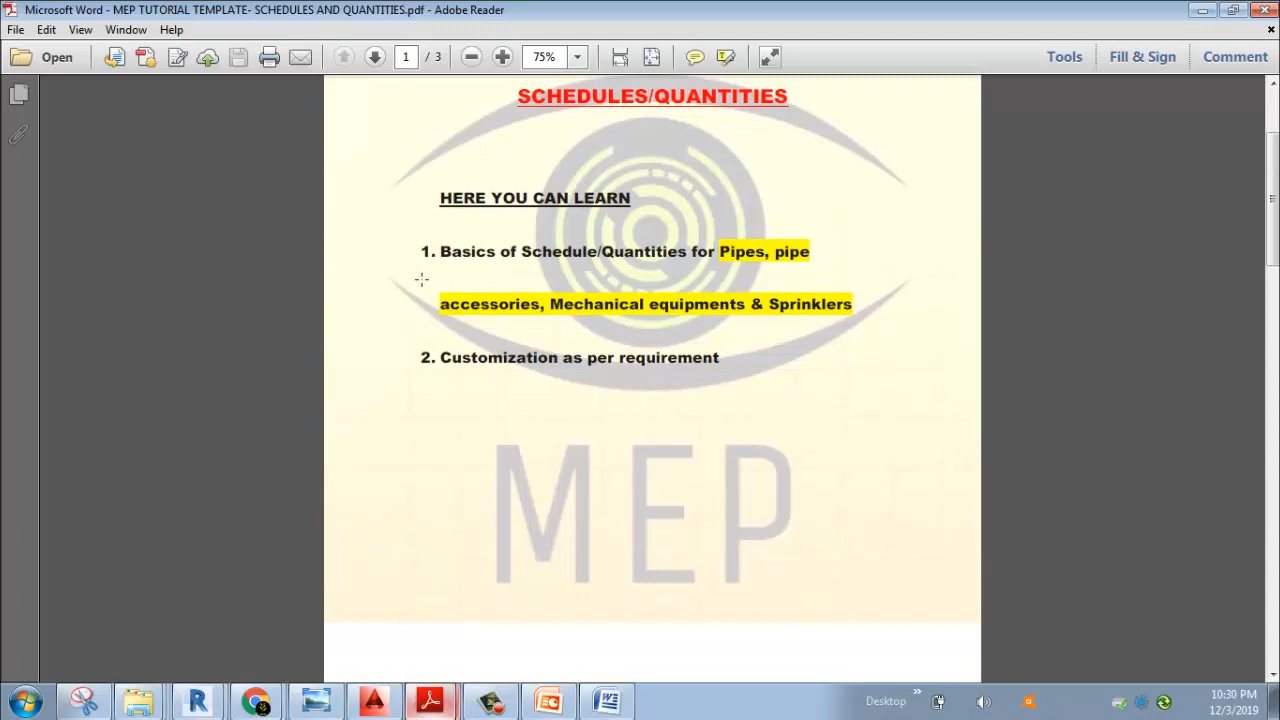 Microsoft Word - MEP TUTORIAL TEMPLATE- SCHEDULES AND QUANTITIES.pdf - Adobe Reader
File Edit View Window Help
Open 1 / 3 75% Tools Fill & Sign Comment
SCHEDULES/QUANTITIES
HERE YOU CAN LEARN
1. Basics of Schedule/Quantities for Pipes, pipe
accessories, Mechanical equipments & Sprinklers
2. Customization as per requirement
MEP
Desktop
10:30 PM
12/3/2019